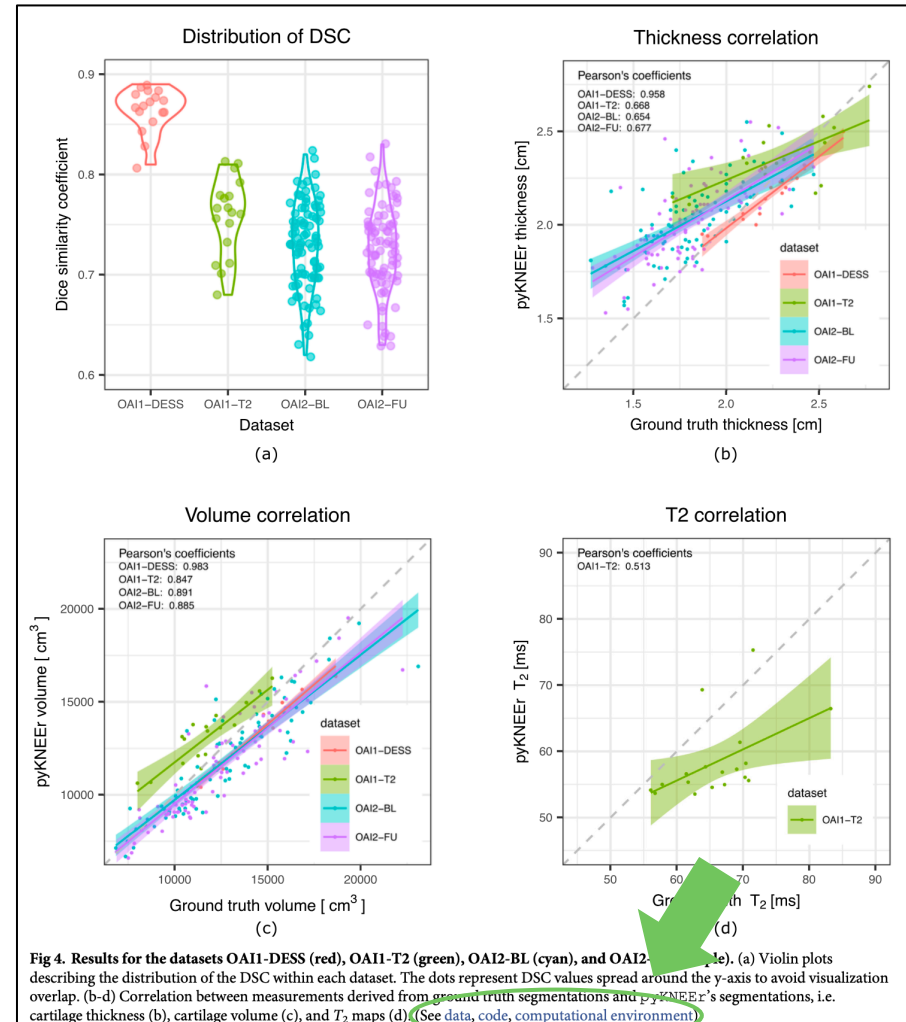 Distribution of DSC
Dice similarity coefficient
0.9
0.8
0.7
0.6
OAI1-DESS OAI1-T2 OAI2-BL OAI2-FU
Dataset
(a)
Thickness correlation
Pearson's coefficients
OAI1-DESS: 0.958
OAI1-T2: 0.668
OAI2-BL: 0.654
OAI2-FU: 0.677
pyKNEEr thickness [cm]
2.5
2.0
1.5
dataset
OAI1-DESS
OAI1-T2
OAI2-BL
OAI2-FU
1.5 2.0 2.5
Ground truth thickness [cm]
(b)
Volume correlation
Pearson's coefficients
OAI1-DESS: 0.983
OAI1-T2: 0.847
OAI2-BL: 0.891
OAI2-FU: 0.885
pyKNEEr volume [ cm³ ]
20000
15000
10000
dataset
OAI1-DESS
OAI1-T2
OAI2-BL
OAI2-FU
10000 15000 20000
Ground truth volume [ cm³ ]
(c)
T2 correlation
Pearson's coefficients
OAI1-T2: 0.513
pyKNEEr T₂ [ms]
90
80
70
60
50
dataset
OAI1-T2
50 60 70 80 90
T₂ [ms]
(d)
Fig 4. Results for the datasets OAI1-DESS (red), OAI1-T2 (green), OAI2-BL (cyan), and (a) Violin plots
describing the distribution of the DSC within each dataset. The dots represent DSC values spread around the y-axis to avoid visualization
overlap. (b-d) Correlation between measurements derived from ground truth segmentations and pyKNEEr's segmentations, i.e.
cartilage thickness (b), cartilage volume (c), and T₂ maps (d). (See data, code, computational environment)